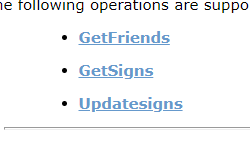 he following operations are suppo
GetFriends
GetSigns
Updatesigns